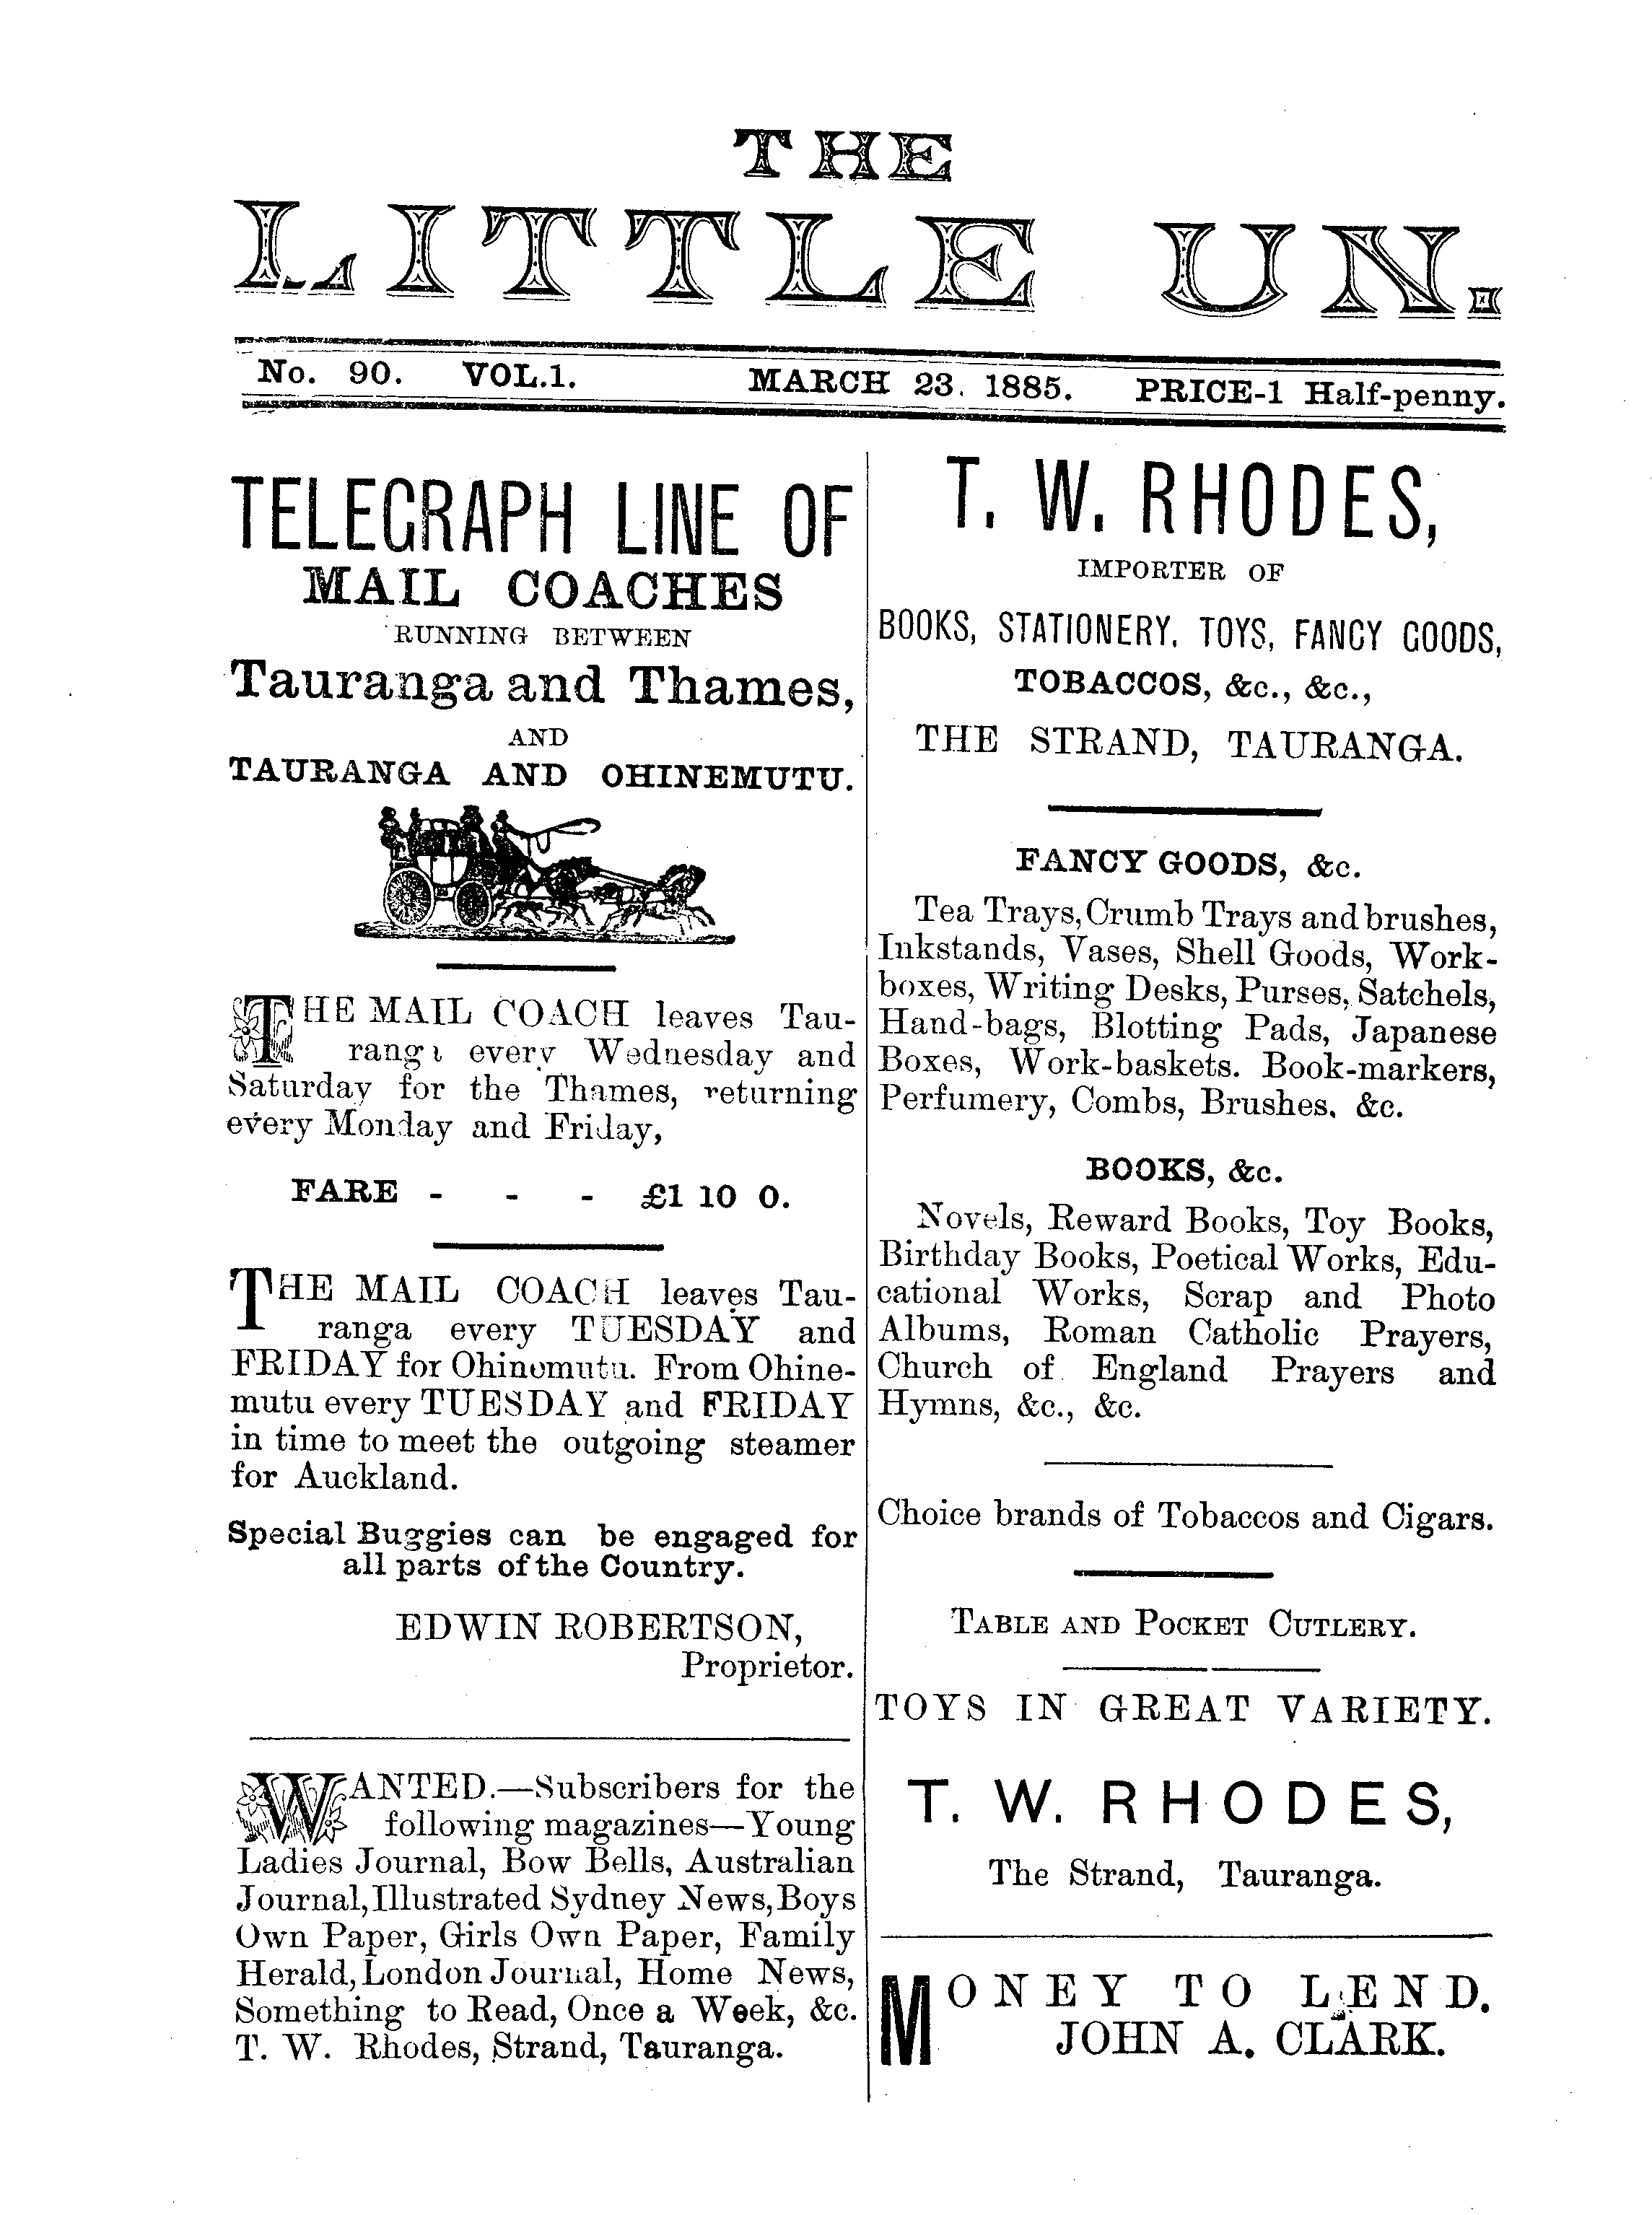 THE
LITTLE UN.
No. 90. VOL.1. MARCH 23. 1885. PRICE-1 Half-penny.
TELEGRAPH LINE OF
MAIL COACHES
RUNNING BETWEEN
Tauranga and Thames,
AND
TAURANGA AND OHINEMUTU.
THE MAIL COACH leaves Tau-
ranga every Wednesday and
Saturday for the Thames, returning
every Monday and Friday,
FARE - - - £1 10 0.
THE MAIL COACH leaves Tau-
ranga every TUESDAY and
FRIDAY for Ohinemutu. From Ohine-
mutu every TUESDAY and FRIDAY
in time to meet the outgoing steamer
for Auckland.
Special Buggies can be engaged for
all parts of the Country.
EDWIN ROBERTSON,
Proprietor.
WANTED.—Subscribers for the
following magazines—Young
Ladies Journal, Bow Bells, Australian
Journal, Illustrated Sydney News, Boys
Own Paper, Girls Own Paper, Family
Herald, London Journal, Home News,
Something to Read, Once a Week, &c.
T. W. Rhodes, Strand, Tauranga.
T. W. RHODES,
IMPORTER OF
BOOKS, STATIONERY. TOYS, FANCY GOODS,
TOBACCOS, &c., &c.,
THE STRAND, TAURANGA.
FANCY GOODS, &c.
Tea Trays, Crumb Trays and brushes,
Inkstands, Vases, Shell Goods, Work-
boxes, Writing Desks, Purses, Satchels,
Hand-bags, Blotting Pads, Japanese
Boxes, Work-baskets. Book-markers,
Perfumery, Combs, Brushes. &c.
BOOKS, &c.
Novels, Reward Books, Toy Books,
Birthday Books, Poetical Works, Edu-
cational Works, Scrap and Photo
Albums, Roman Catholic Prayers,
Church of England Prayers and
Hymns, &c., &c.
Choice brands of Tobaccos and Cigars.
TABLE AND POCKET CUTLERY.
TOYS IN GREAT VARIETY.
T. W. RHODES,
The Strand, Tauranga.
MONEY TO LEND.
JOHN A. CLARK.